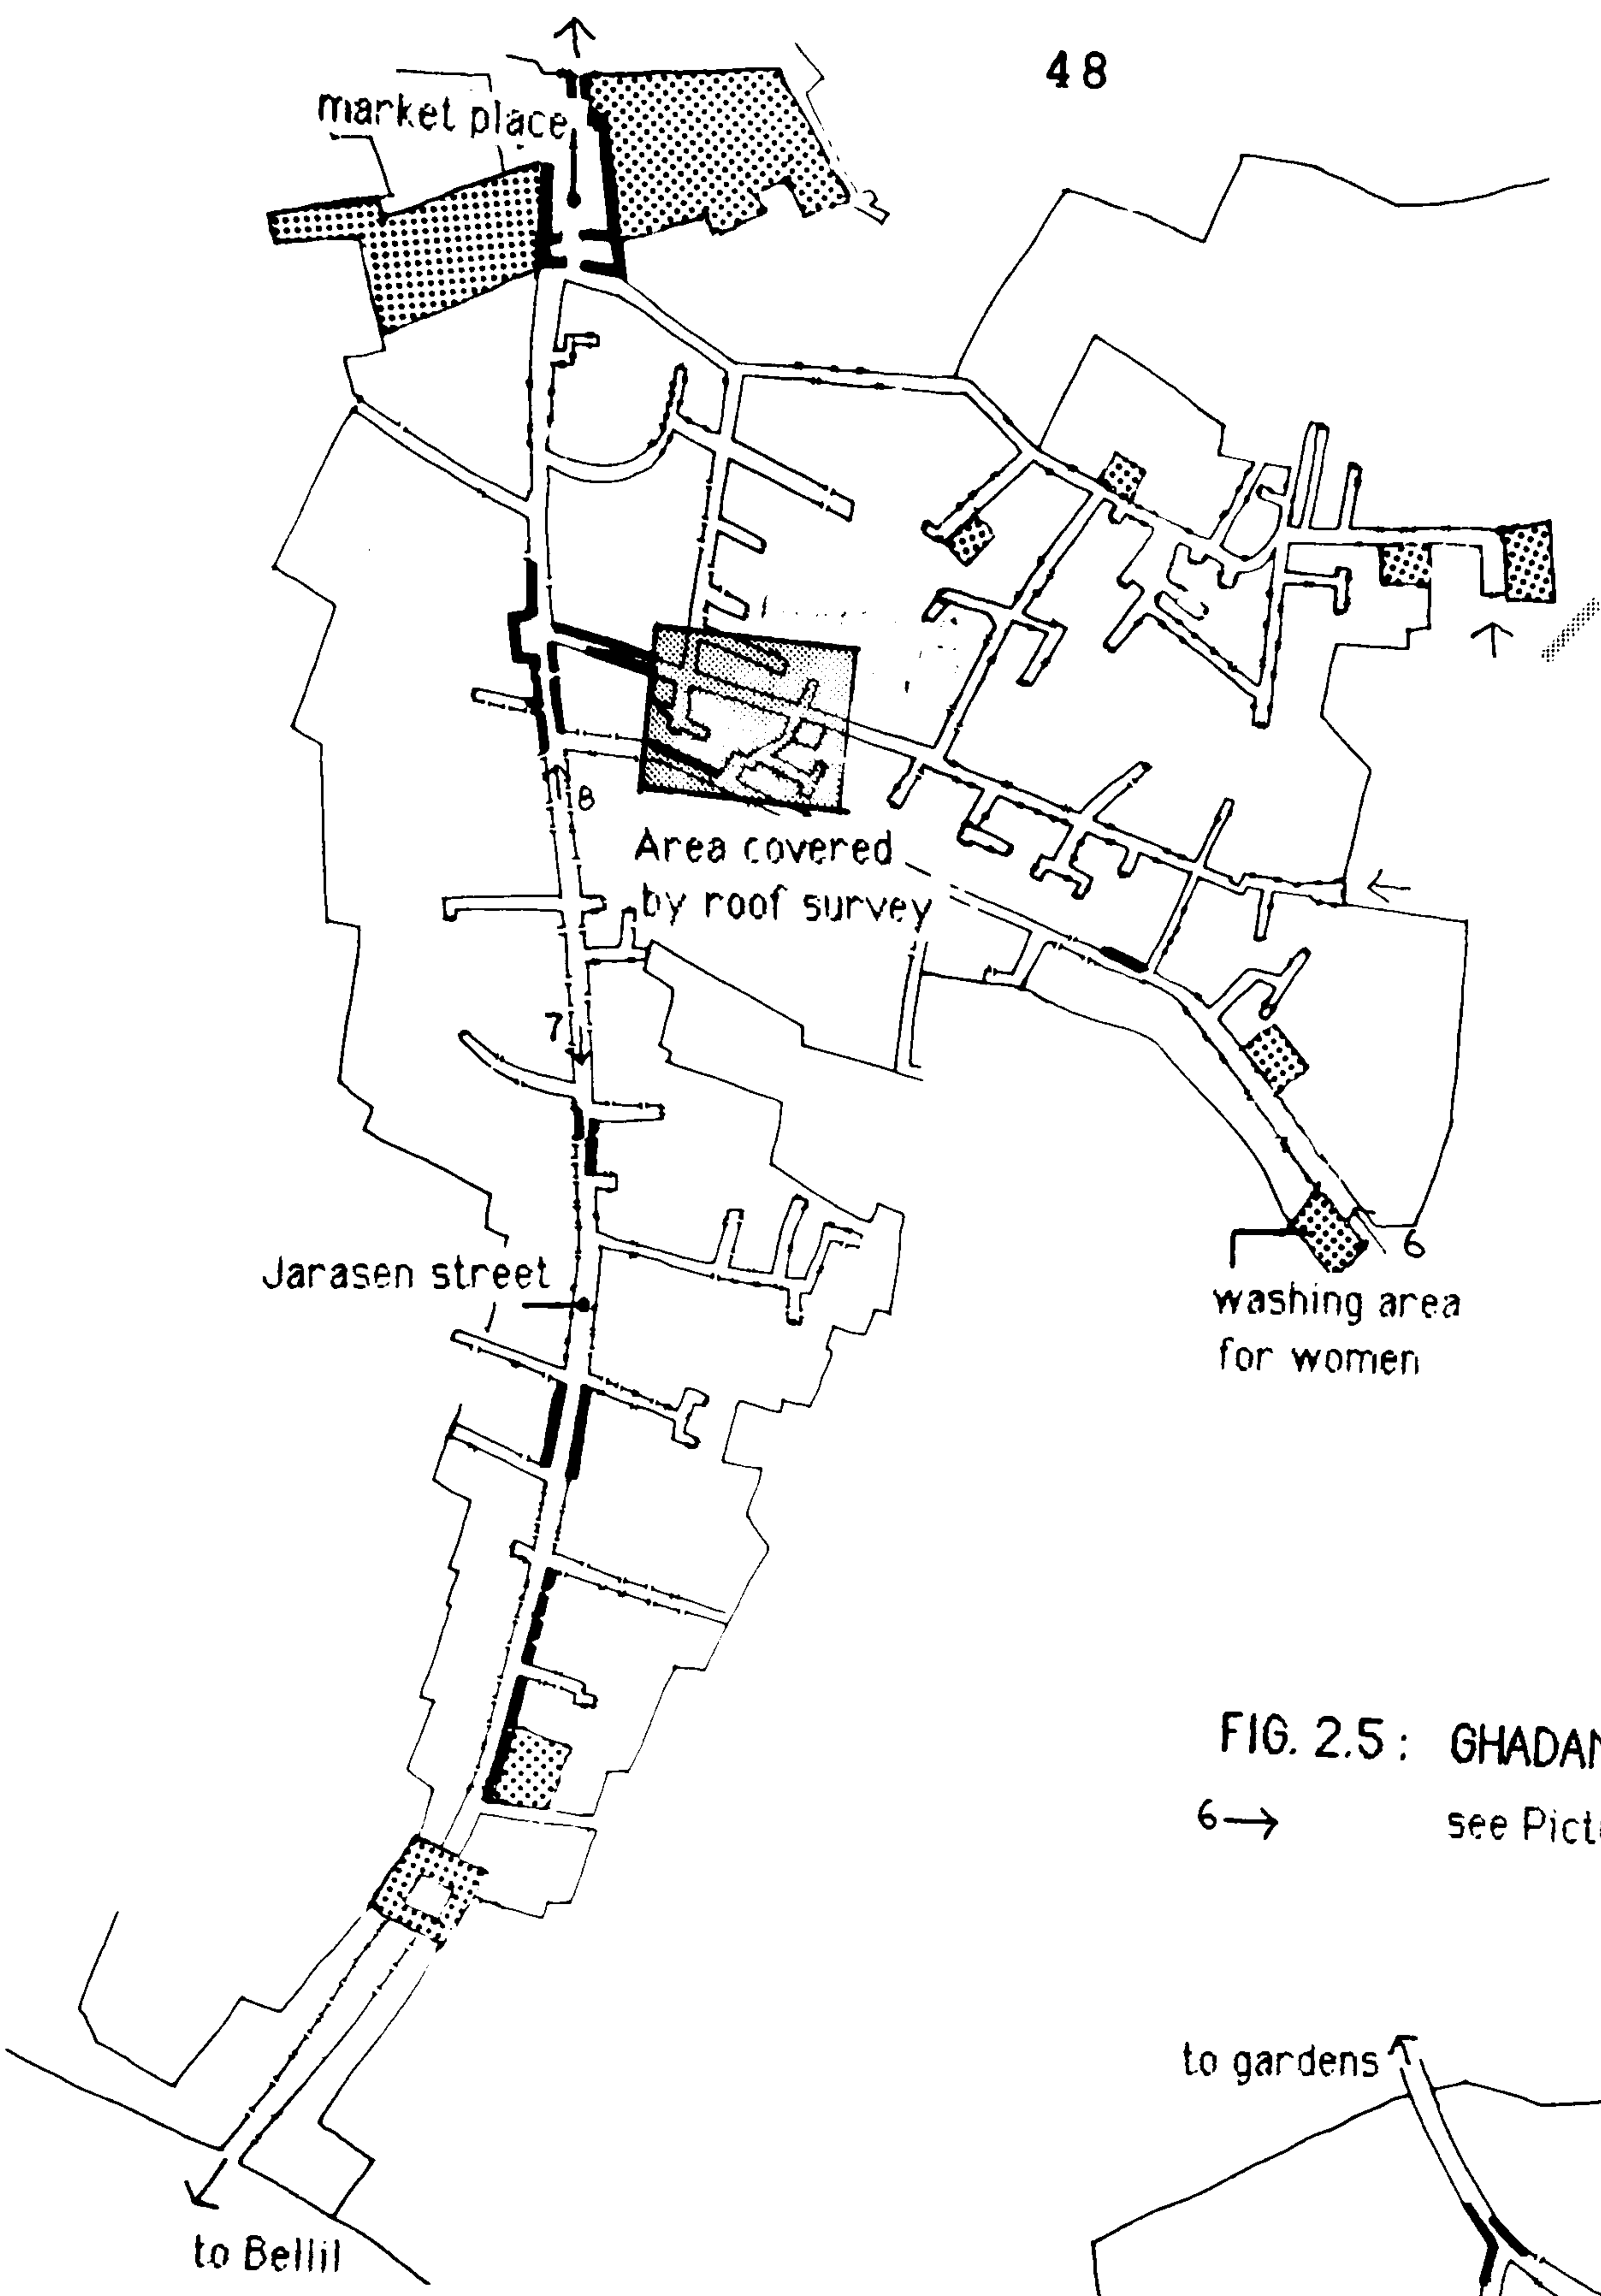 48
market place
8
Area covered
by roof survey
7
Jarasen street
6
washing area
for women
FIG. 2.5 :
6→
see
to gardens
to Bellil